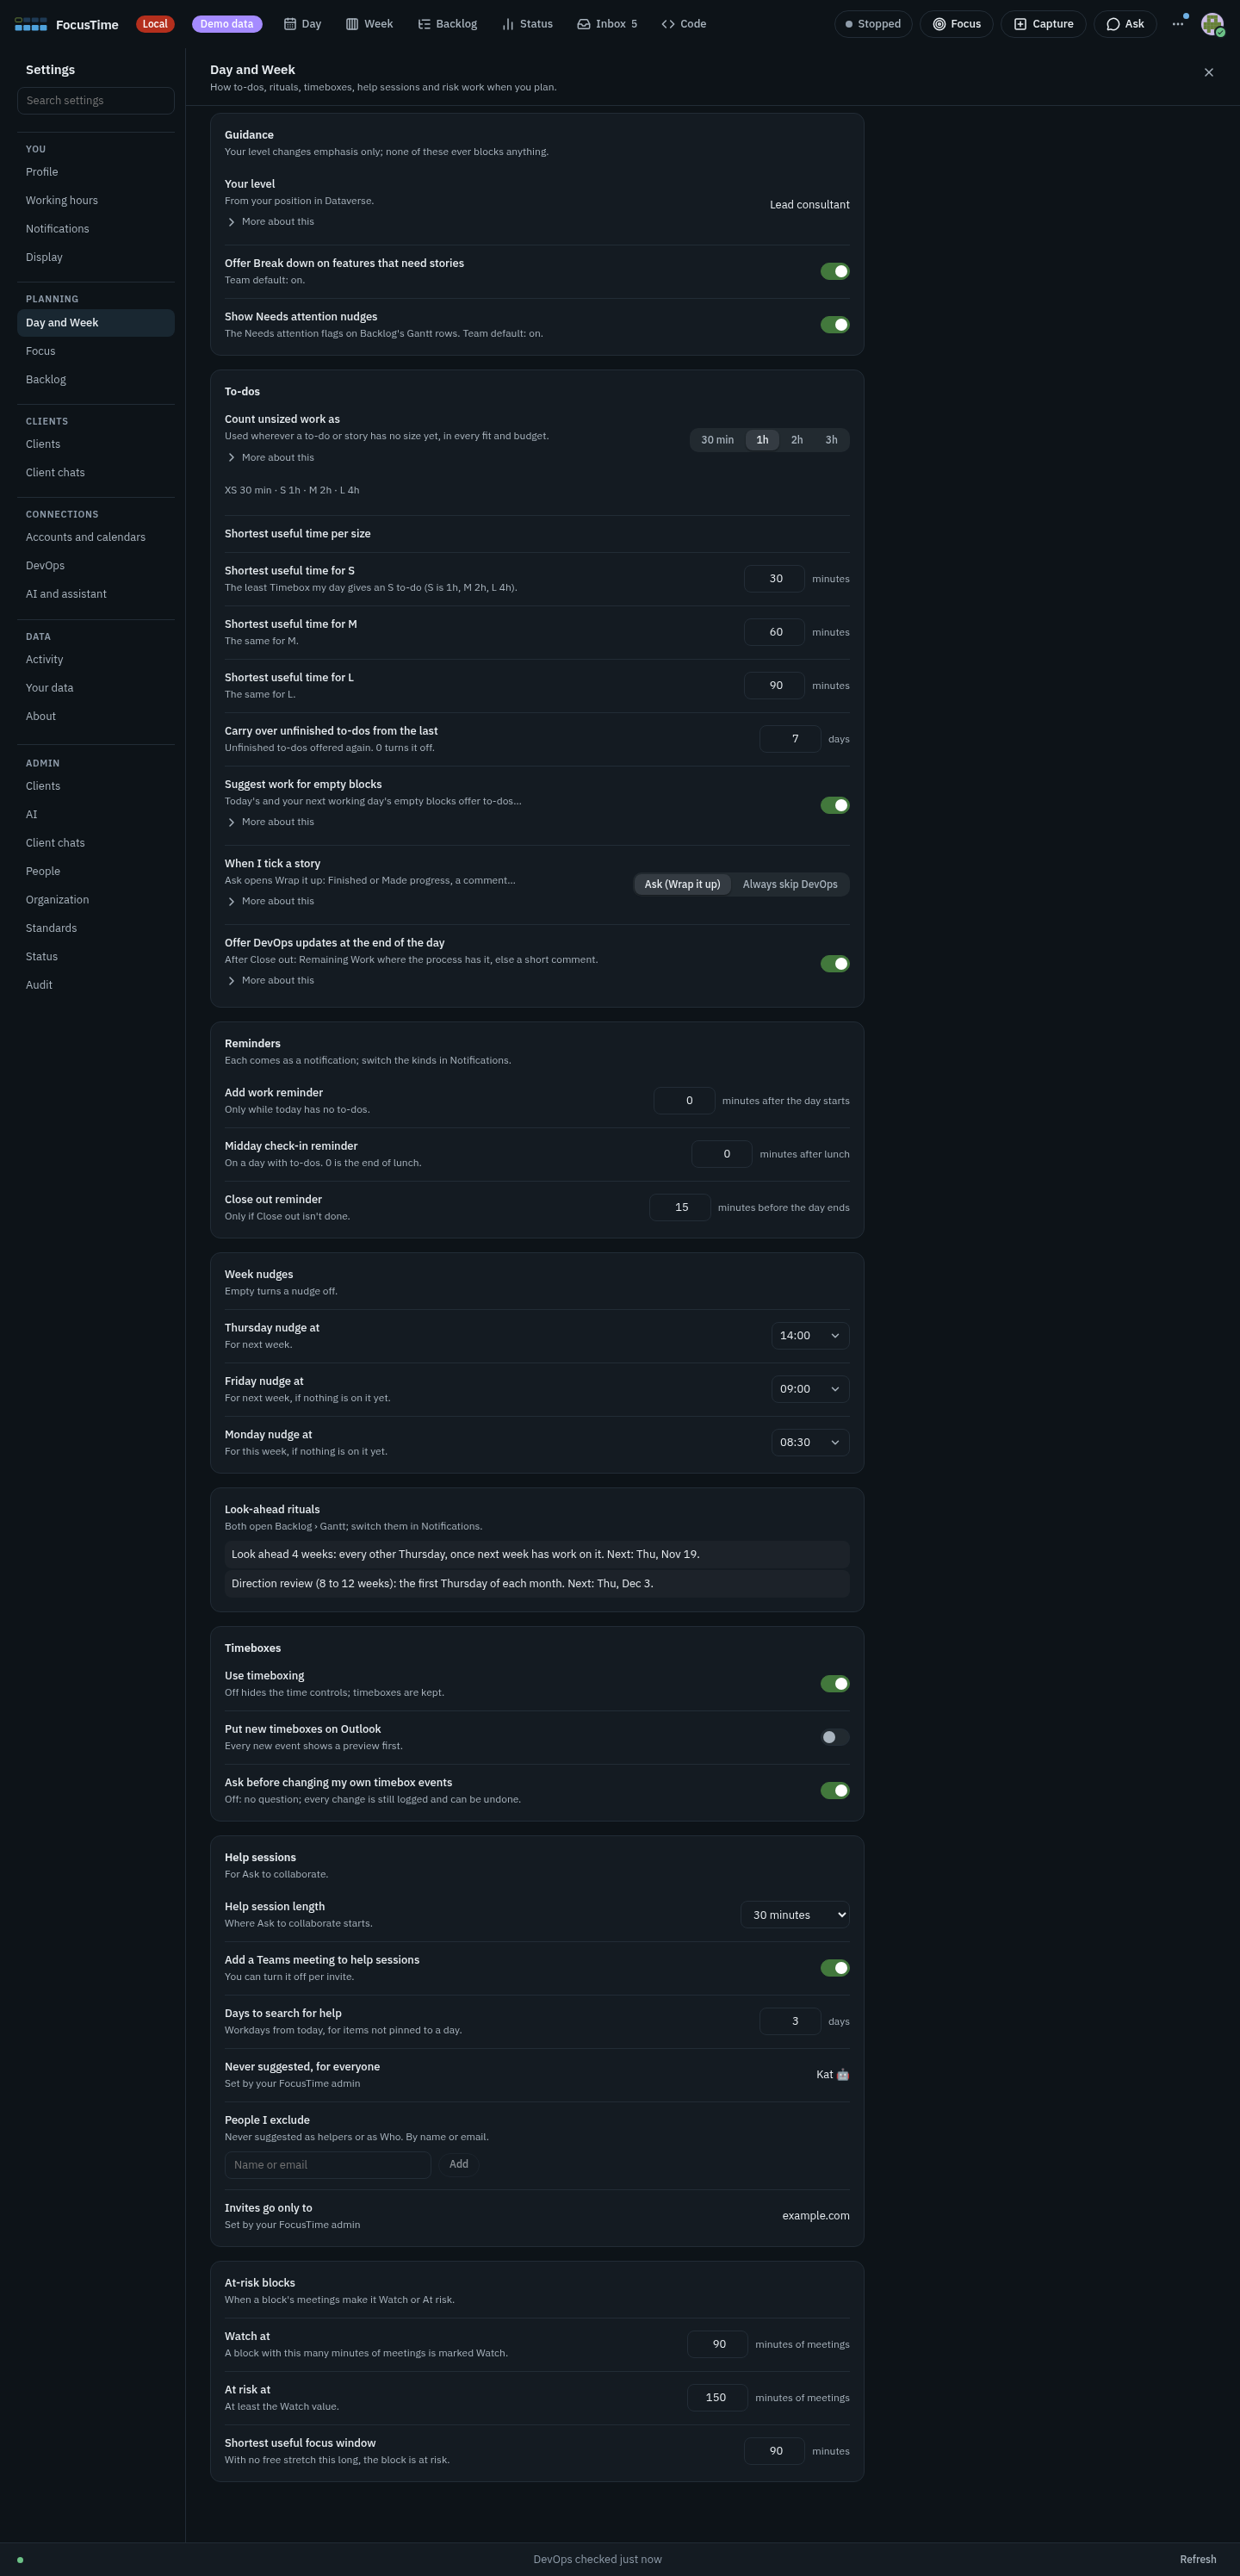 FocusTime
Local
Demo data
Day
Week
Backlog
Status
Inbox 5
Code
Stopped
Focus
Capture
Ask
Settings
Search settings
YOU
Profile
Working hours
Notifications
Display
PLANNING
Day and Week
Focus
Backlog
CLIENTS
Clients
Client chats
CONNECTIONS
Accounts and calendars
DevOps
AI and assistant
DATA
Activity
Your data
About
ADMIN
Clients
AI
Client chats
People
Organization
Standards
Status
Audit
Day and Week
How to-dos, rituals, timeboxes, help sessions and risk work when you plan.
Guidance
Your level changes emphasis only; none of these ever blocks anything.
Your level
From your position in Dataverse.
More about this
Lead consultant
Offer Break down on features that need stories
Team default: on.
Show Needs attention nudges
The Needs attention flags on Backlog's Gantt rows. Team default: on.
To-dos
Count unsized work as
Used wherever a to-do or story has no size yet, in every fit and budget.
More about this
30 min 1h 2h 3h
XS 30 min · S 1h · M 2h · L 4h
Shortest useful time per size
Shortest useful time for S
The least Timebox my day gives an S to-do (S is 1h, M 2h, L 4h).
30 minutes
Shortest useful time for M
The same for M.
60 minutes
Shortest useful time for L
The same for L.
90 minutes
Carry over unfinished to-dos from the last
Unfinished to-dos offered again. 0 turns it off.
7 days
Suggest work for empty blocks
Today's and your next working day's empty blocks offer to-dos…
More about this
When I tick a story
Ask opens Wrap it up: Finished or Made progress, a comment…
More about this
Ask (Wrap it up) Always skip DevOps
Offer DevOps updates at the end of the day
After Close out: Remaining Work where the process has it, else a short comment.
More about this
Reminders
Each comes as a notification; switch the kinds in Notifications.
Add work reminder
Only while today has no to-dos.
0 minutes after the day starts
Midday check-in reminder
On a day with to-dos. 0 is the end of lunch.
0 minutes after lunch
Close out reminder
Only if Close out isn't done.
15 minutes before the day ends
Week nudges
Empty turns a nudge off.
Thursday nudge at
For next week.
14:00
Friday nudge at
For next week, if nothing is on it yet.
09:00
Monday nudge at
For this week, if nothing is on it yet.
08:30
Look-ahead rituals
Both open Backlog › Gantt; switch them in Notifications.
Look ahead 4 weeks: every other Thursday, once next week has work on it. Next: Thu, Nov 19.
Direction review (8 to 12 weeks): the first Thursday of each month. Next: Thu, Dec 3.
Timeboxes
Use timeboxing
Off hides the time controls; timeboxes are kept.
Put new timeboxes on Outlook
Every new event shows a preview first.
Ask before changing my own timebox events
Off: no question; every change is still logged and can be undone.
Help sessions
For Ask to collaborate.
Help session length
Where Ask to collaborate starts.
30 minutes
Add a Teams meeting to help sessions
You can turn it off per invite.
Days to search for help
Workdays from today, for items not pinned to a day.
3 days
Never suggested, for everyone
Set by your FocusTime admin
Kat 🤖
People I exclude
Never suggested as helpers or as Who. By name or email.
Name or email
Add
Invites go only to
Set by your FocusTime admin
example.com
At-risk blocks
When a block's meetings make it Watch or At risk.
Watch at
A block with this many minutes of meetings is marked Watch.
90 minutes of meetings
At risk at
At least the Watch value.
150 minutes of meetings
Shortest useful focus window
With no free stretch this long, the block is at risk.
90 minutes
DevOps checked just now
Refresh